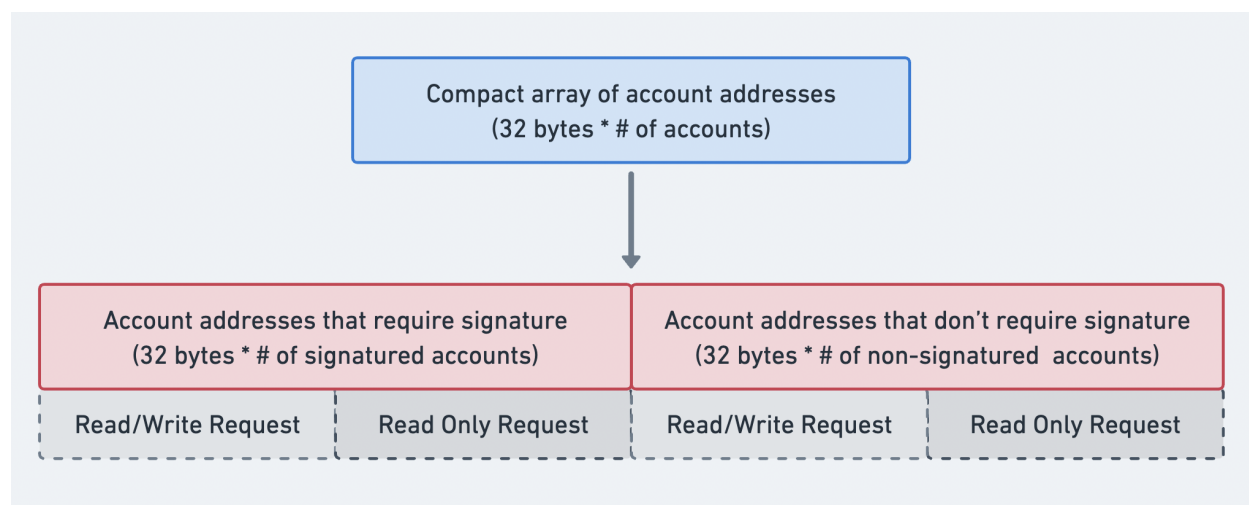 Compact array of account addresses
(32 bytes * # of accounts)
Account addresses that require signature
(32 bytes * # of signatured accounts)
Account addresses that don't require signature
(32 bytes * # of non-signatured  accounts)
Read/Write Request
Read Only Request
Read/Write Request
Read Only Request